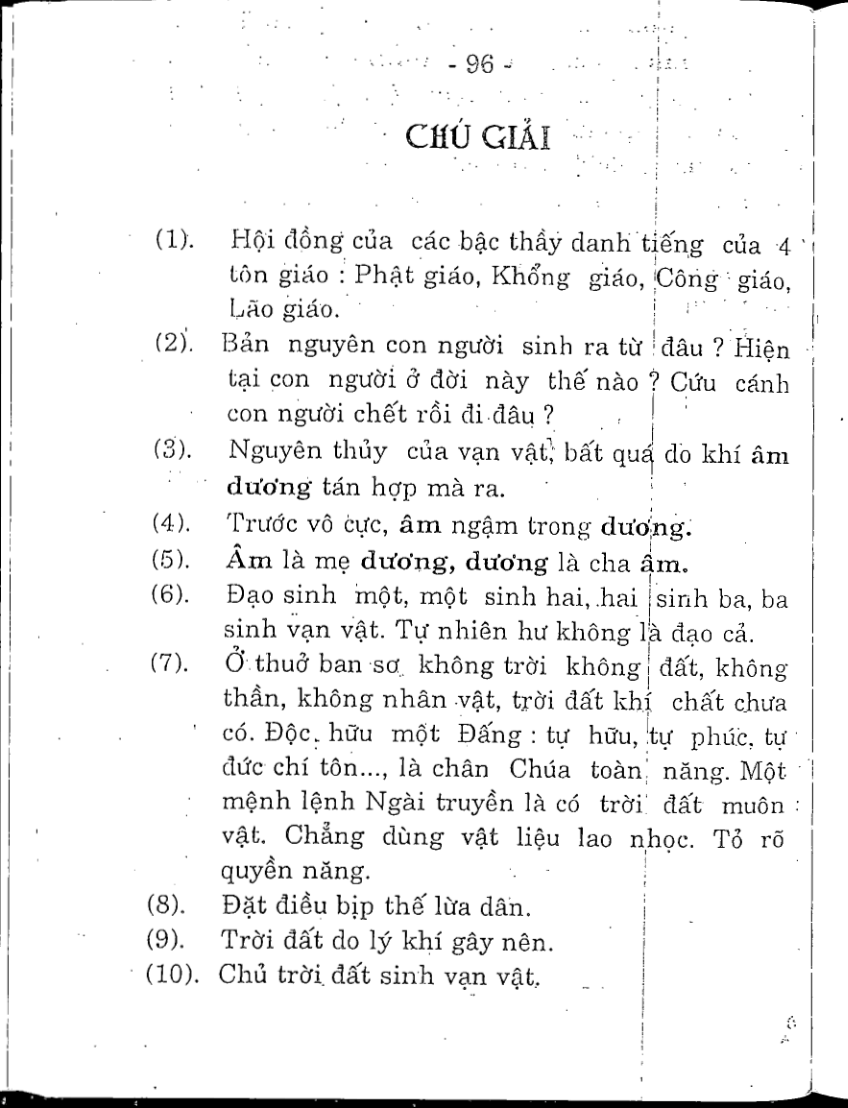 - 96 -
CHÚ GIẢI
(1). Hội đồng của các bậc thầy danh tiếng của 4
tôn giáo : Phật giáo, Khổng giáo, Công giáo,
Lão giáo.
(2). Bản nguyên con người sinh ra từ đâu ? Hiện
tại con người ở đời này thế nào ? Cứu cánh
con người chết rồi đi đâu ?
(3). Nguyên thủy của vạn vật, bất quá do khí âm
dương tán hợp mà ra.
(4). Trước vô cực, âm ngậm trong dương.
(5). Âm là mẹ dương, dương là cha âm.
(6). Đạo sinh một, một sinh hai, hai sinh ba, ba
sinh vạn vật. Tự nhiên hư không là đạo cả.
(7). Ở thuở ban sơ không trời không đất, không
thần, không nhân vật, trời đất khí chất chưa
có. Độc hữu một Đấng : tự hữu, tự phúc, tự
đức chí tôn..., là chân Chúa toàn năng. Một
mệnh lệnh Ngài truyền là có trời đất muôn
vật. Chẳng dùng vật liệu lao nhọc. Tỏ rõ
quyền năng.
(8). Đặt điều bịp thế lừa dân.
(9). Trời đất do lý khí gây nên.
(10). Chủ trời đất sinh vạn vật.